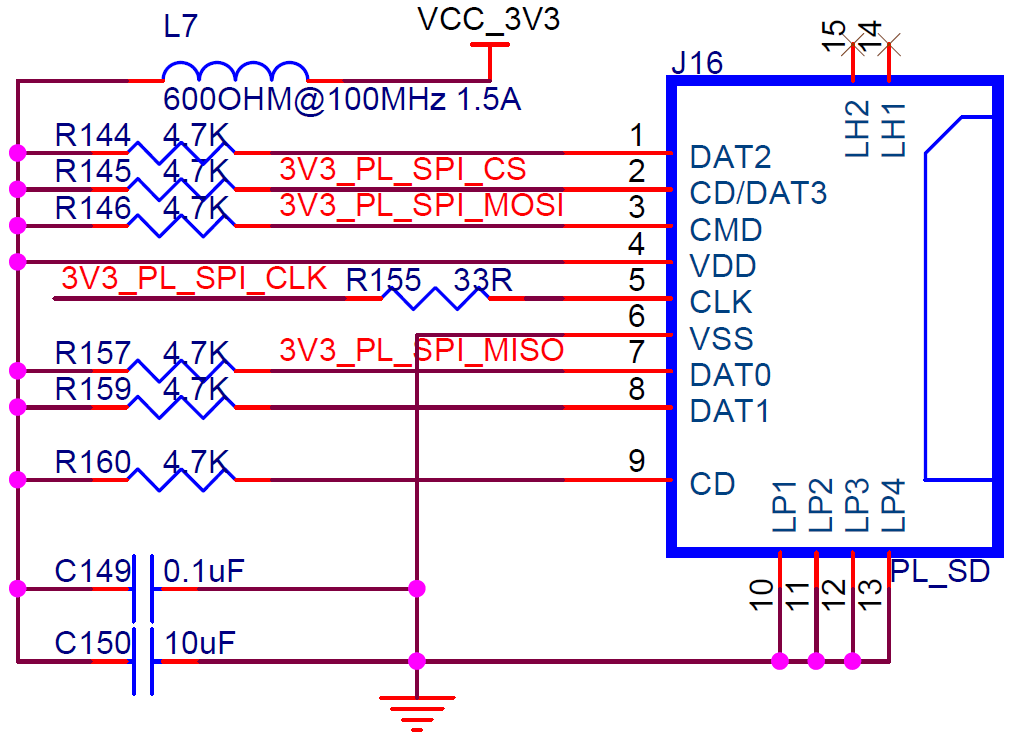 L7
VCC_3V3
600OHM@100MHz 1.5A
J16
15
14
LH2
LH1
R144 4.7K 1 DAT2
R145 4.7K 3V3_PL_SPI_CS 2 CD/DAT3
R146 4.7K 3V3_PL_SPI_MOSI 3 CMD
4 VDD
3V3_PL_SPI_CLK R155 33R 5 CLK
6 VSS
R157 4.7K 3V3_PL_SPI_MISO 7 DAT0
R159 4.7K 8 DAT1
R160 4.7K 9 CD
LP1
LP2
LP3
LP4
C149 0.1uF
10
11
12
13
PL_SD
C150 10uF